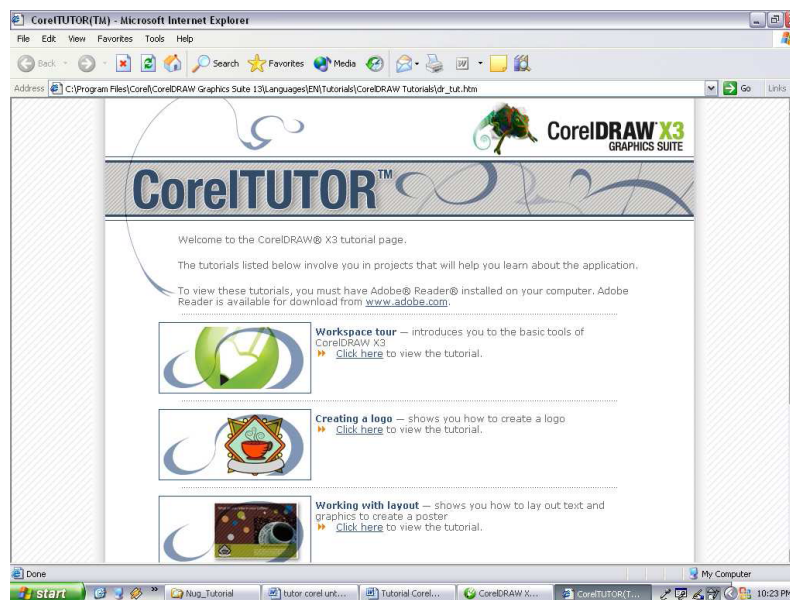 CorelTUTOR(TM) - Microsoft Internet Explorer
File Edit View Favorites Tools Help
Back Search Favorites Media
Address C:\Program Files\Corel\CorelDRAW Graphics Suite 13\Languages\EN\Tutorials\CorelDRAW Tutorials\dr_tut.htm Go Links
CorelDRAW X3
GRAPHICS SUITE
CorelTUTOR™
Welcome to the CorelDRAW® X3 tutorial page.
The tutorials listed below involve you in projects that will help you learn about the application.
To view these tutorials, you must have Adobe® Reader® installed on your computer. Adobe
Reader is available for download from www.adobe.com.
Workspace tour — introduces you to the basic tools of
CorelDRAW X3
Click here to view the tutorial.
Creating a logo — shows you how to create a logo
Click here to view the tutorial.
Working with layout — shows you how to lay out text and
graphics to create a poster
Click here to view the tutorial.
Done My Computer
start » Nug_Tutorial tutor corel unt... Tutorial Corel... CorelDRAW X... CorelTUTOR(T... 10:23 PM